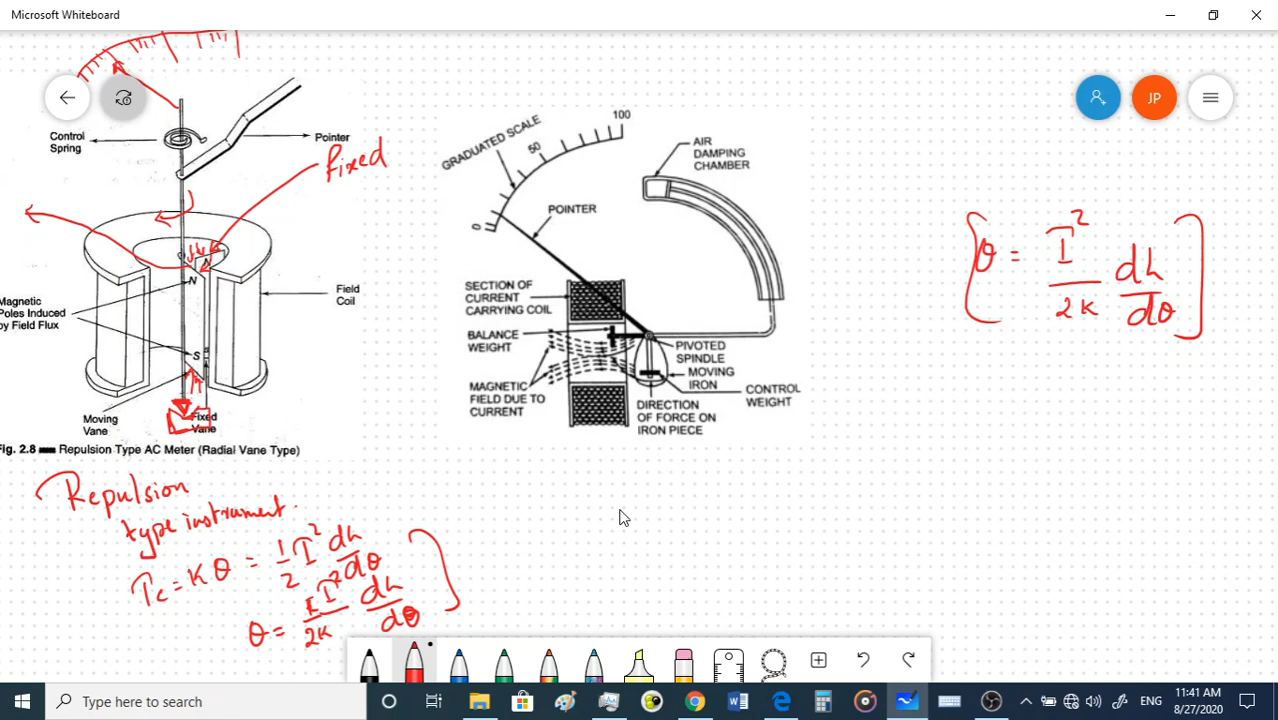 Microsoft Whiteboard
JP
Control
Spring
Pointer
fixed
N
N
S
Magnetic
Poles Induced
by Field Flux
Field
Coil
Moving
Vane
Fixed
Vane
Fig. 2.8 Repulsion Type AC Meter (Radial Vane Type)
GRADUATED SCALE
0
50
100
POINTER
AIR
DAMPING
CHAMBER
SECTION OF
CURRENT
CARRYING COIL
BALANCE
WEIGHT
MAGNETIC
FIELD DUE TO
CURRENT
PIVOTED
SPINDLE
MOVING
IRON
CONTROL
WEIGHT
DIRECTION
OF FORCE ON
IRON PIECE
θ = I²/2K dL/dθ
Repulsion
type instrument.
Tc = Kθ = 1/2 I² dL/dθ
θ = I²/2K dL/dθ
Type here to search
ENG
11:41 AM
8/27/2020